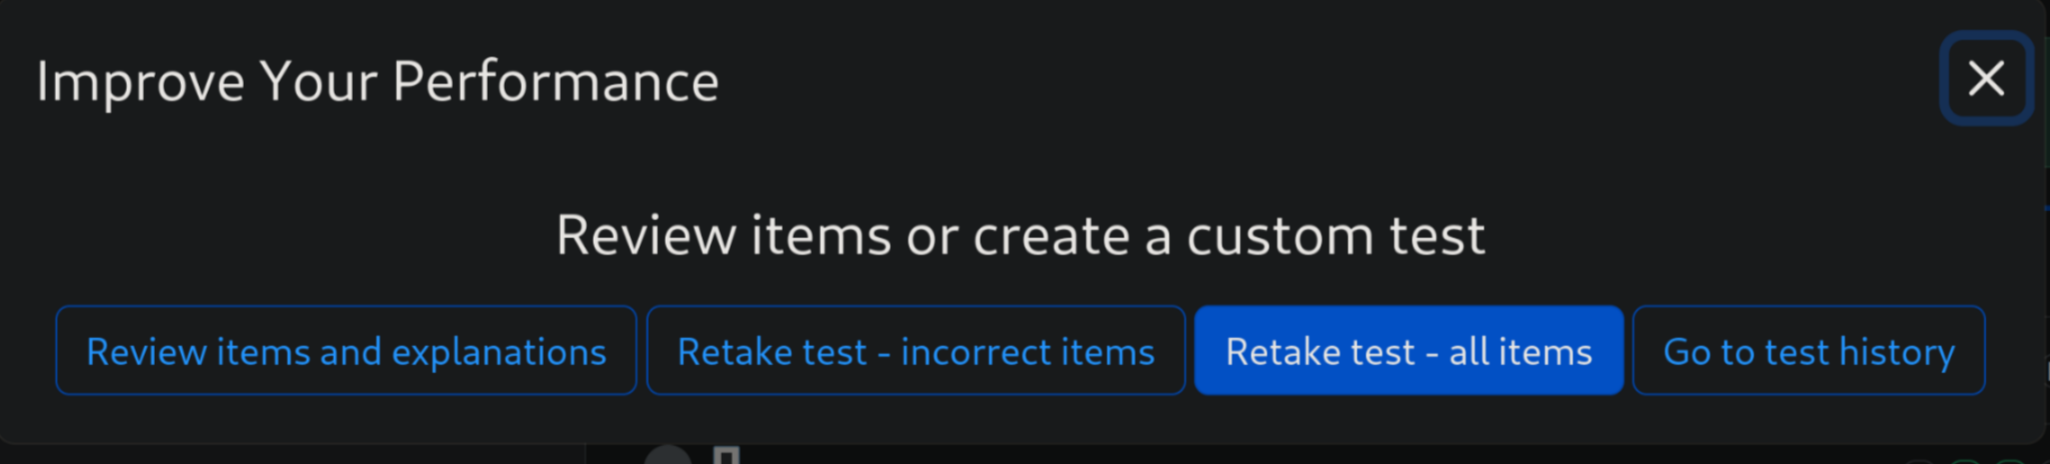 Improve Your Performance
Review items or create a custom test
Review items and explanations
Retake test - incorrect items
Retake test - all items
Go to test history